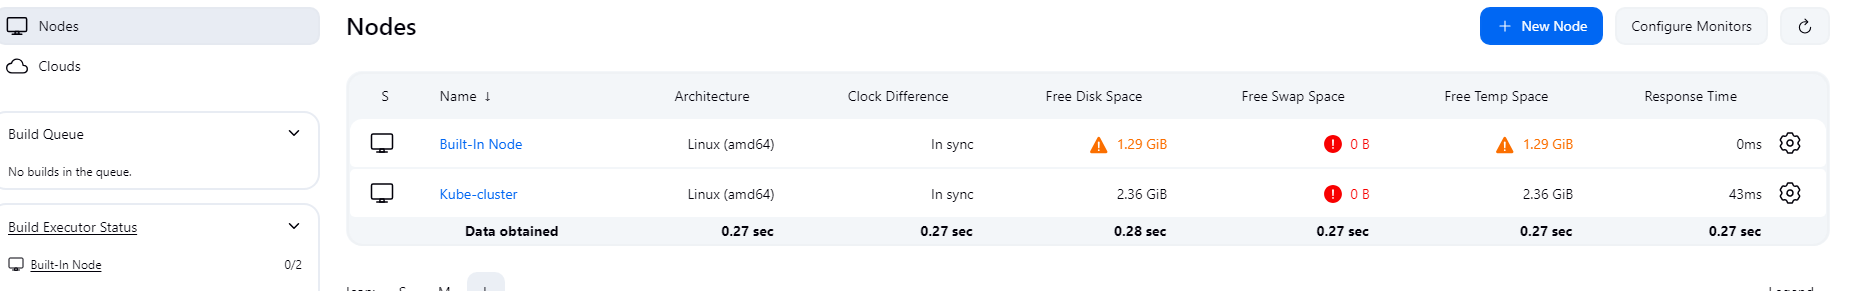 Nodes
Clouds
Build Queue
No builds in the queue.
Build Executor Status
Built-In Node 0/2
Nodes
+ New Node Configure Monitors
S Name ↓ Architecture Clock Difference Free Disk Space Free Swap Space Free Temp Space Response Time
Built-In Node Linux (amd64) In sync 1.29 GiB 0 B 1.29 GiB 0ms
Kube-cluster Linux (amd64) In sync 2.36 GiB 0 B 2.36 GiB 43ms
Data obtained 0.27 sec 0.27 sec 0.28 sec 0.27 sec 0.27 sec 0.27 sec